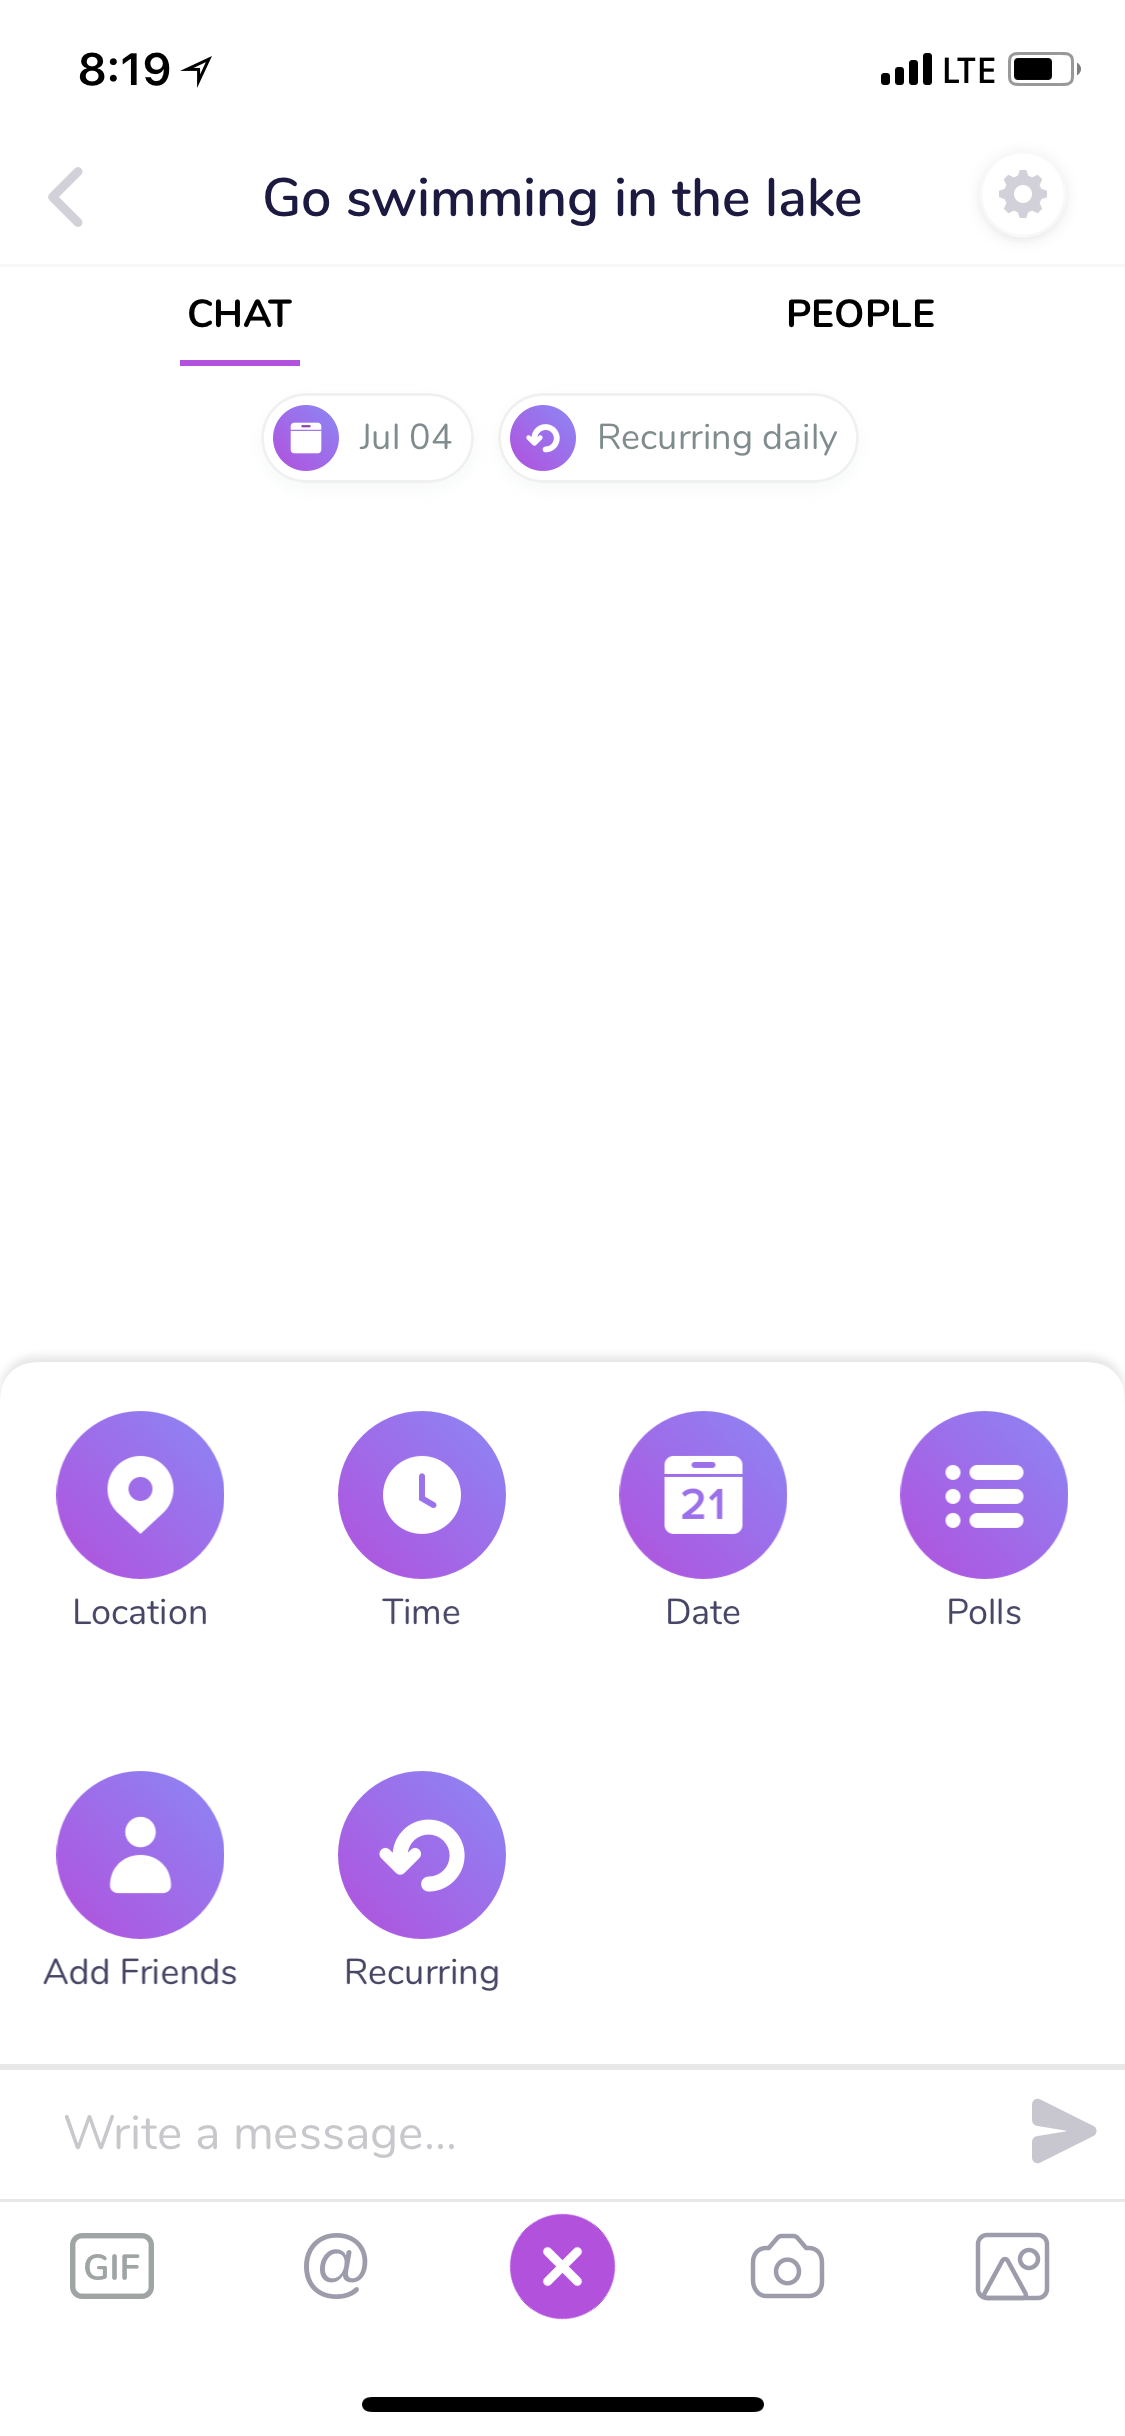 8:19 LTE
Go swimming in the lake
CHAT PEOPLE
Jul 04 Recurring daily
21
Location Time Date Polls
Add Friends Recurring
Write a message...
GIF @